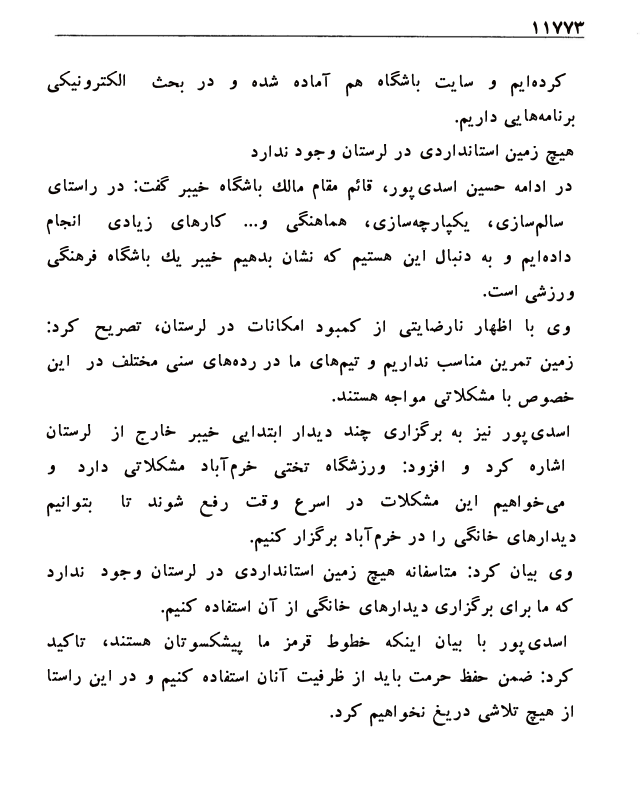 ۱۱۷۷۳
کرده‌ایم و سایت باشگاه هم آماده شده و در بحث الکترونیکی
برنامه‌هایی داریم.
هیچ زمین استانداردی در لرستان وجود ندارد
در ادامه حسین اسدی‌پور، قائم مقام مالك باشگاه خیبر گفت: در راستای
سالم‌سازی، یکپارچه‌سازی، هماهنگی و... کارهای زیادی انجام
داده‌ایم و به دنبال این هستیم که نشان بدهیم خیبر یك باشگاه فرهنگی
ورزشی است.
وی با اظهار نارضایتی از کمبود امکانات در لرستان، تصریح کرد:
زمین تمرین مناسب نداریم و تیم‌های ما در رده‌های سنی مختلف در این
خصوص با مشکلاتی مواجه هستند.
اسدی‌پور نیز به برگزاری چند دیدار ابتدایی خیبر خارج از لرستان
اشاره کرد و افزود: ورزشگاه تختی خرم‌آباد مشکلاتی دارد و
می‌خواهیم این مشکلات در اسرع وقت رفع شوند تا بتوانیم
دیدارهای خانگی را در خرم‌آباد برگزار کنیم.
وی بیان کرد: متاسفانه هیچ زمین استانداردی در لرستان وجود ندارد
که ما برای برگزاری دیدارهای خانگی از آن استفاده کنیم.
اسدی‌پور با بیان اینکه خطوط قرمز ما پیشکسوتان هستند، تاکید
کرد: ضمن حفظ حرمت باید از ظرفیت آنان استفاده کنیم و در این راستا
از هیچ تلاشی دریغ نخواهیم کرد.